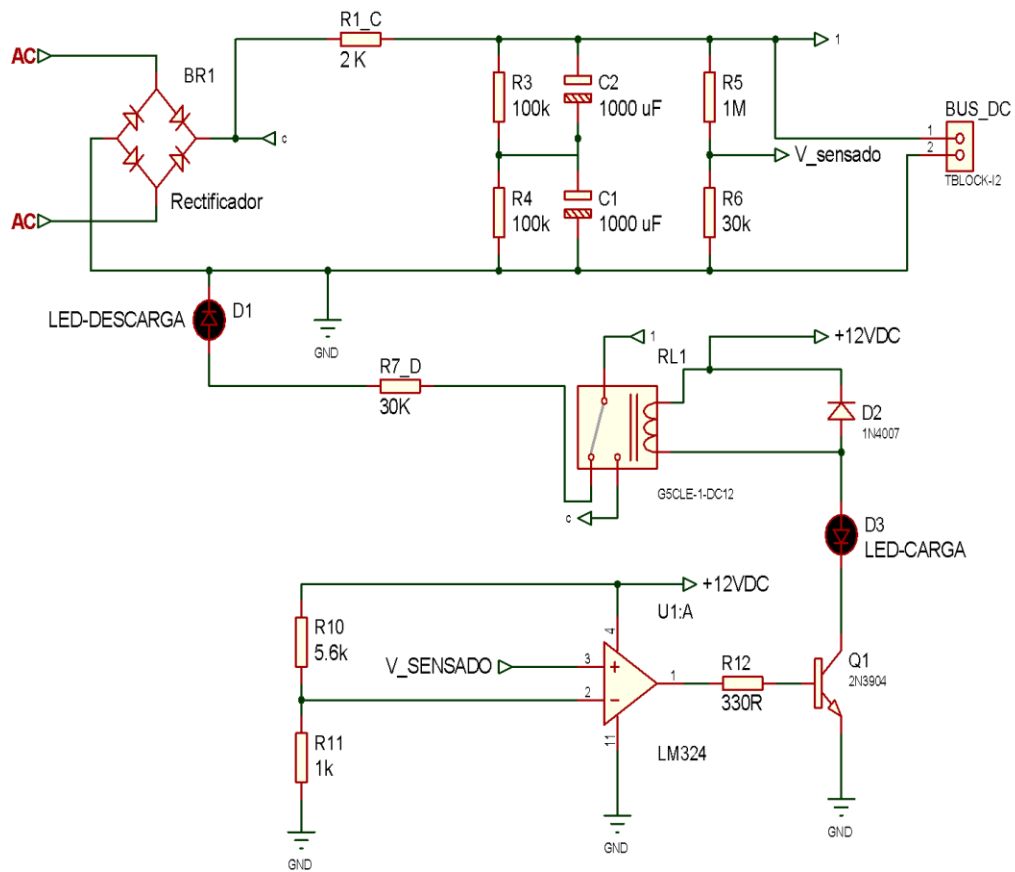 AC
R1_C
2 K
1
BR1
c
R3
100k
C2
1000 uF
R5
1M
BUS_DC
1
2
TBLOCK-I2
V_sensado
AC
Rectificador
R4
100k
C1
1000 uF
R6
30k
LED-DESCARGA
D1
GND
1
+12VDC
RL1
R7_D
30K
D2
1N4007
G5CLE-1-DC12
c
D3
LED-CARGA
+12VDC
U1:A
R10
5.6k
V_SENSADO
3
2
4
11
1
R12
330R
Q1
2N3904
LM324
R11
1k
GND
GND
GND